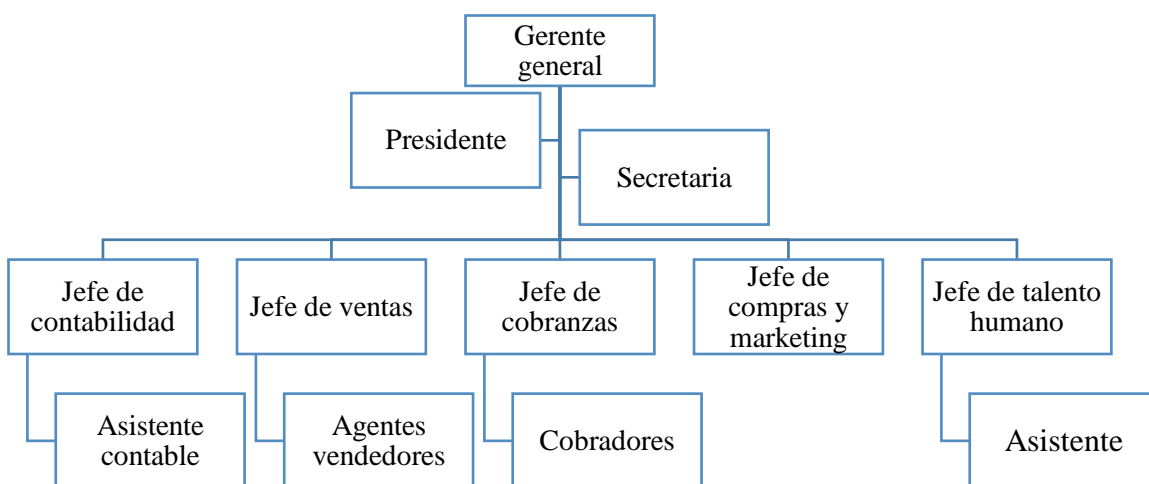 Gerente
general
Presidente
Secretaria
Jefe de
contabilidad
Jefe de ventas
Jefe de
cobranzas
Jefe de
compras y
marketing
Jefe de talento
humano
Asistente
contable
Agentes
vendedores
Cobradores
Asistente